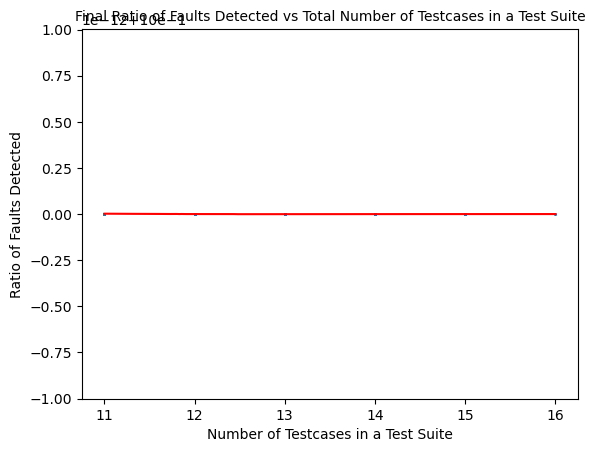 Final Ratio of Faults Detected vs Total Number of Testcases in a Test Suite
1e−12+10e−1
1.00
0.75
0.50
0.25
0.00
−0.25
−0.50
−0.75
−1.00
Ratio of Faults Detected
11 12 13 14 15 16
Number of Testcases in a Test Suite